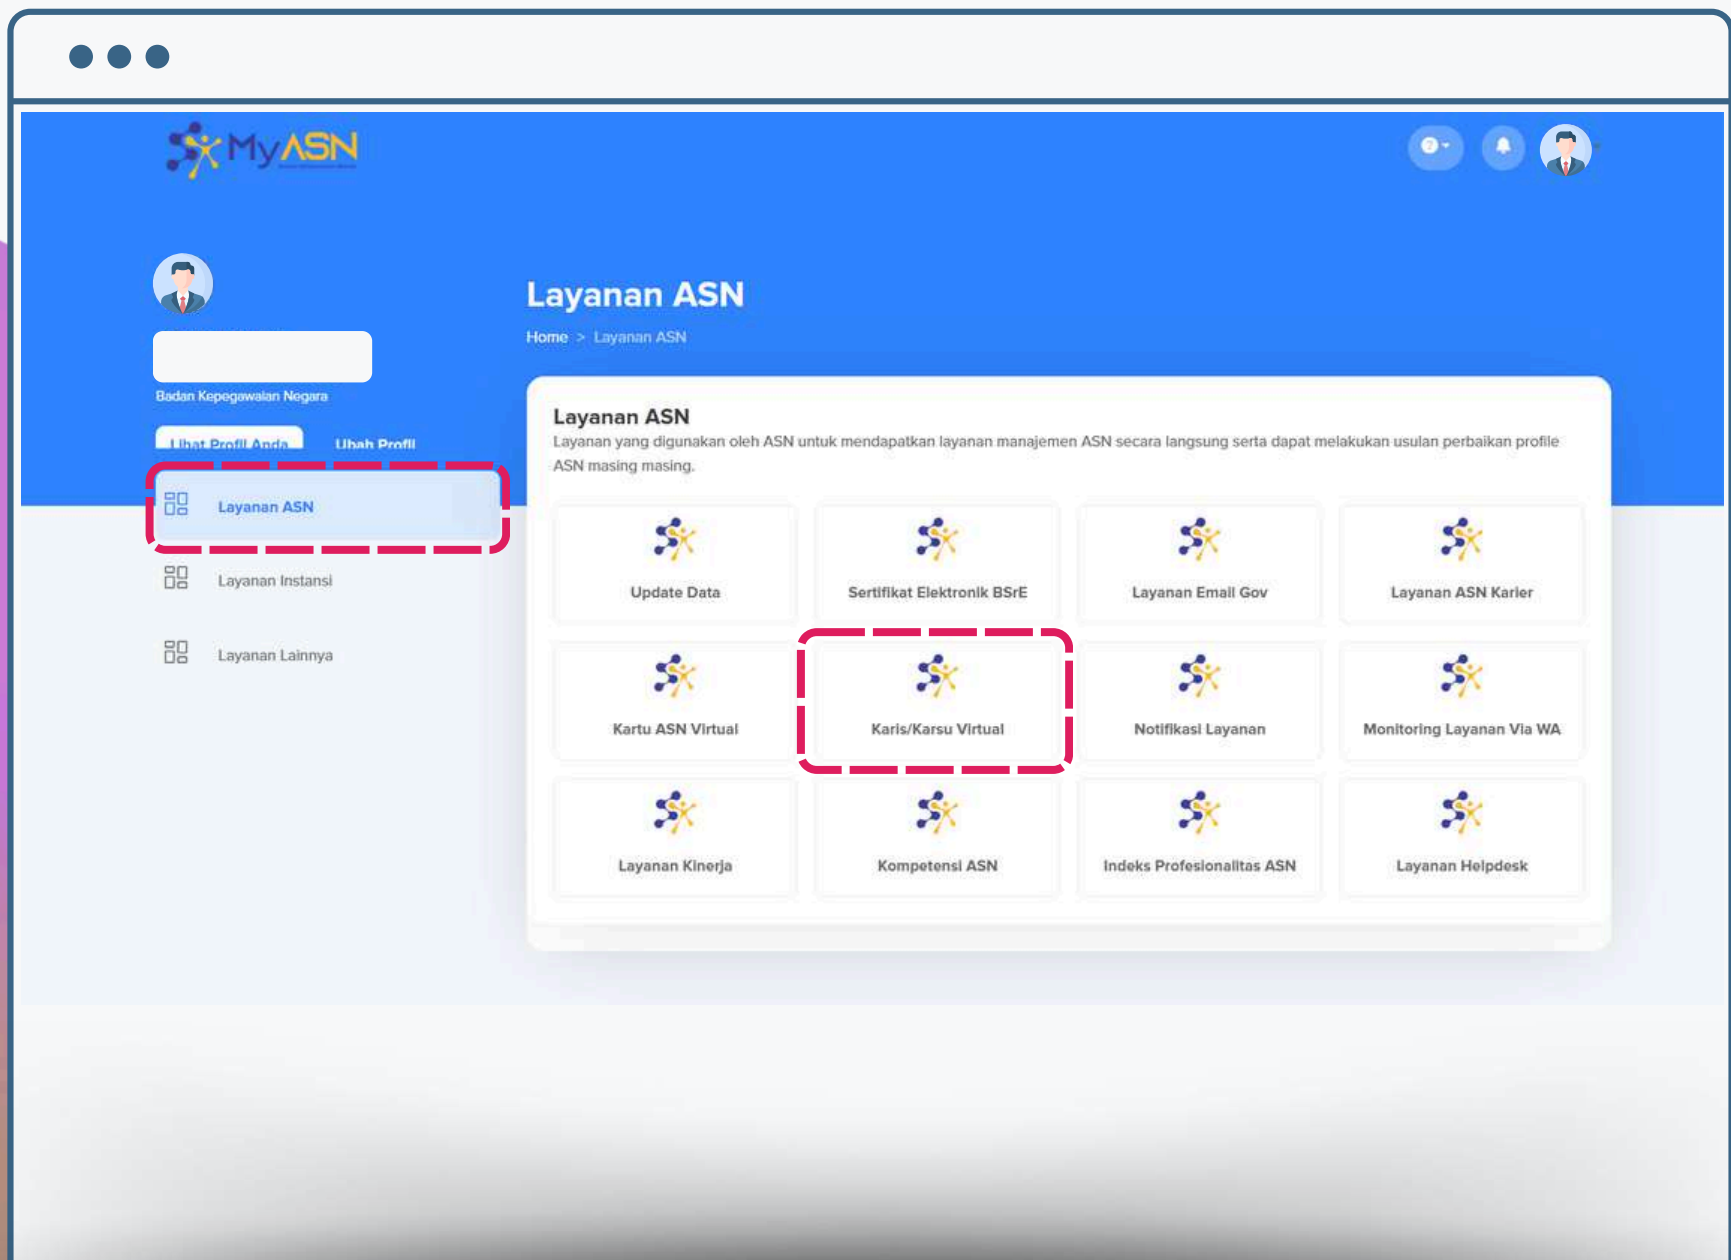 MyASN
Badan Kepegawaian Negara
Lihat Profil Anda
Ubah Profil
Layanan ASN
Layanan Instansi
Layanan Lainnya
Layanan ASN
Home > Layanan ASN
Layanan ASN
Layanan yang digunakan oleh ASN untuk mendapatkan layanan manajemen ASN secara langsung serta dapat melakukan usulan perbaikan profile
ASN masing masing.
Update Data
Sertifikat Elektronik BSrE
Layanan Email Gov
Layanan ASN Karier
Kartu ASN Virtual
Karis/Karsu Virtual
Notifikasi Layanan
Monitoring Layanan Via WA
Layanan Kinerja
Kompetensi ASN
Indeks Profesionalitas ASN
Layanan Helpdesk